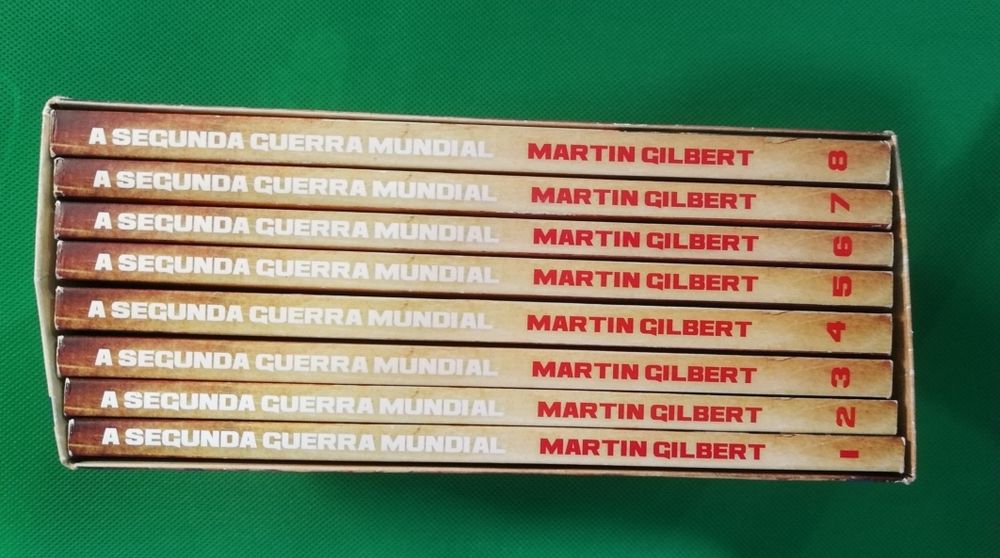 A SEGUNDA GUERRA MUNDIAL MARTIN GILBERT 8
A SEGUNDA GUERRA MUNDIAL MARTIN GILBERT 7
A SEGUNDA GUERRA MUNDIAL MARTIN GILBERT 6
A SEGUNDA GUERRA MUNDIAL MARTIN GILBERT 5
A SEGUNDA GUERRA MUNDIAL MARTIN GILBERT 4
A SEGUNDA GUERRA MUNDIAL MARTIN GILBERT 3
A SEGUNDA GUERRA MUNDIAL MARTIN GILBERT 2
A SEGUNDA GUERRA MUNDIAL MARTIN GILBERT 1